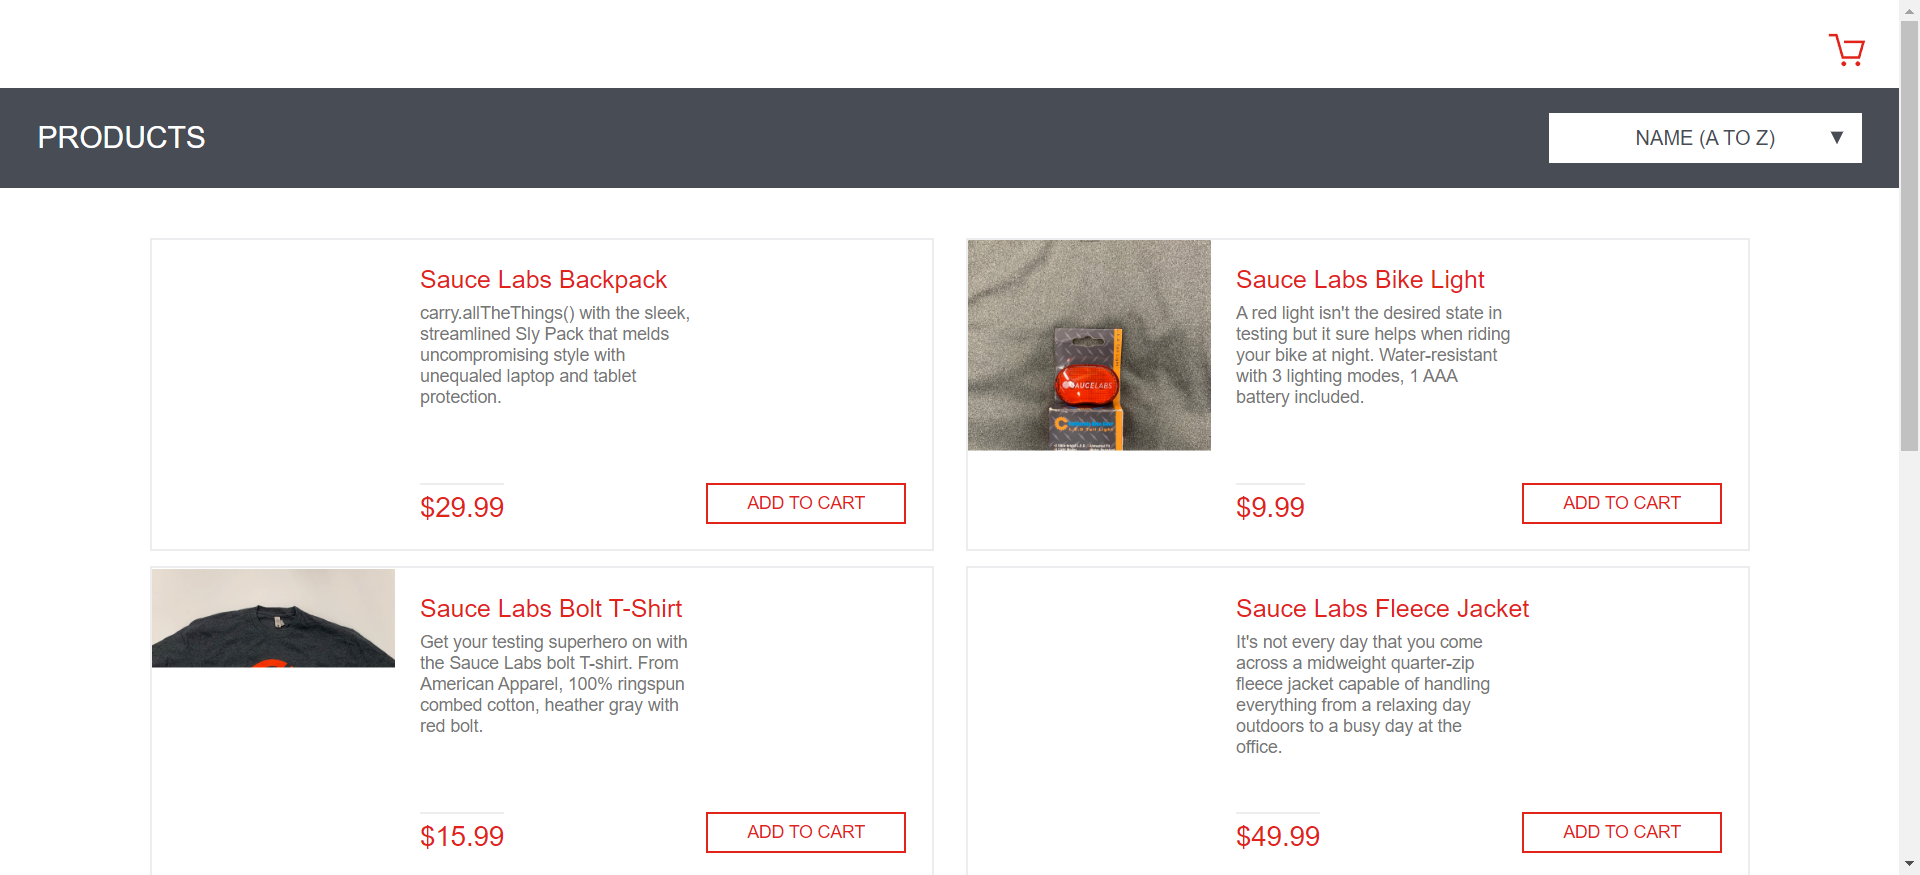 PRODUCTS
NAME (A TO Z) ▼
Sauce Labs Backpack
carry.allTheThings() with the sleek,
streamlined Sly Pack that melds
uncompromising style with
unequaled laptop and tablet
protection.
$29.99
ADD TO CART
SAUCELABS
Sauce Labs Bike Light
A red light isn't the desired state in
testing but it sure helps when riding
your bike at night. Water-resistant
with 3 lighting modes, 1 AAA
battery included.
$9.99
ADD TO CART
Sauce Labs Bolt T-Shirt
Get your testing superhero on with
the Sauce Labs bolt T-shirt. From
American Apparel, 100% ringspun
combed cotton, heather gray with
red bolt.
$15.99
ADD TO CART
Sauce Labs Fleece Jacket
It's not every day that you come
across a midweight quarter-zip
fleece jacket capable of handling
everything from a relaxing day
outdoors to a busy day at the
office.
$49.99
ADD TO CART